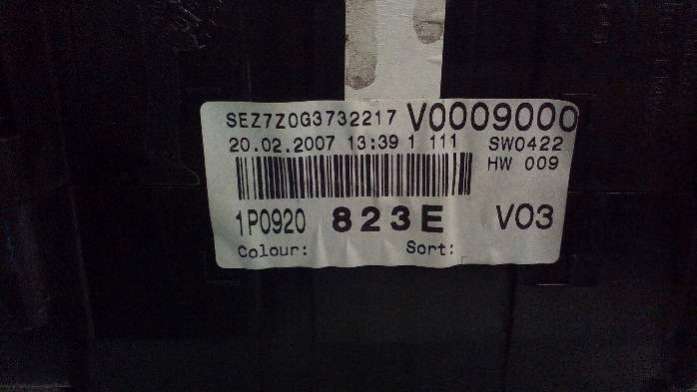 SEZ7Z0G3732217 V0009000
20.02.2007 13:39 1 111 SW0422
HW 009
1P0920 823E V03
Colour: Sort: